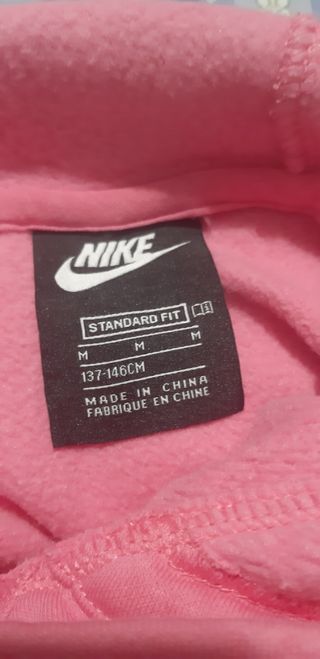 NIKE
STANDARD FIT
M M M
137-146CM
MADE IN CHINA
FABRIQUE EN CHINE